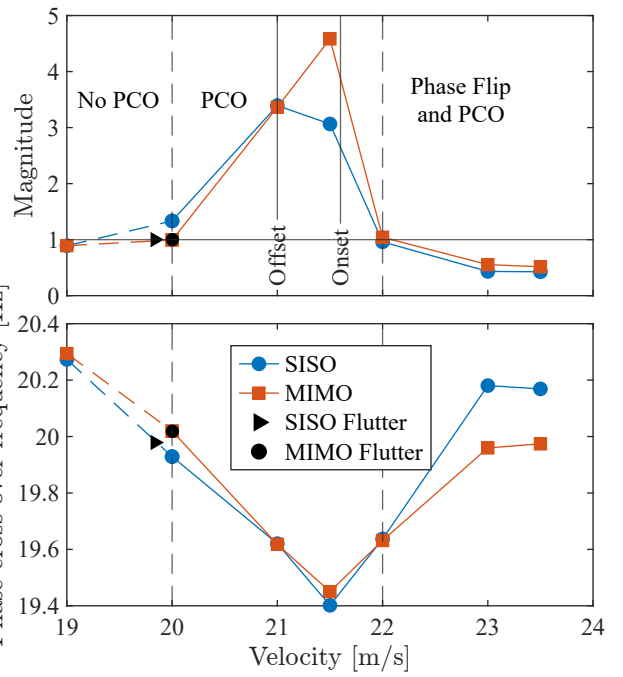 5
4
3
2
1
0
Magnitude
No PCO
PCO
Phase Flip
and PCO
Offset
Onset
20.4
20.2
20
19.8
19.6
19.4
SISO
MIMO
SISO Flutter
MIMO Flutter
19
20
21
22
23
24
Velocity [m/s]